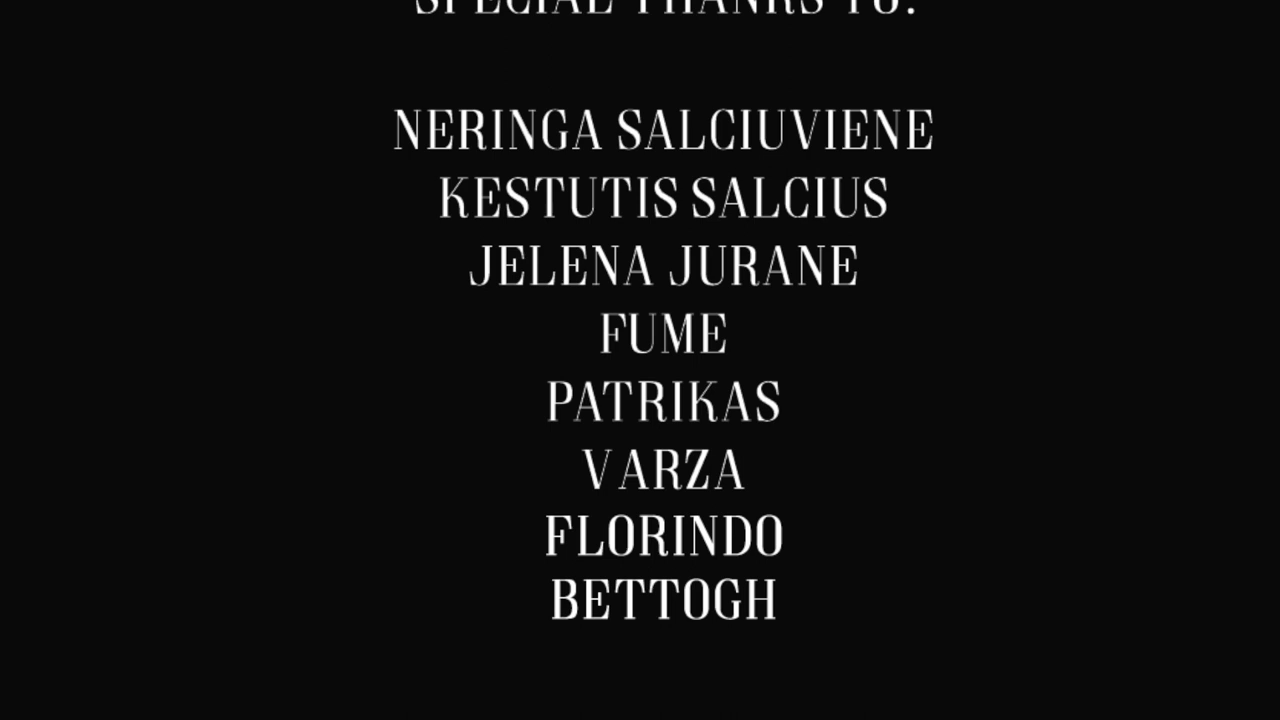 SPECIAL THANKS TO:
NERINGA SALCIUVIENE
KESTUTIS SALCIUS
JELENA JURANE
FUME
PATRIKAS
VARZA
FLORINDO
BETTOGH